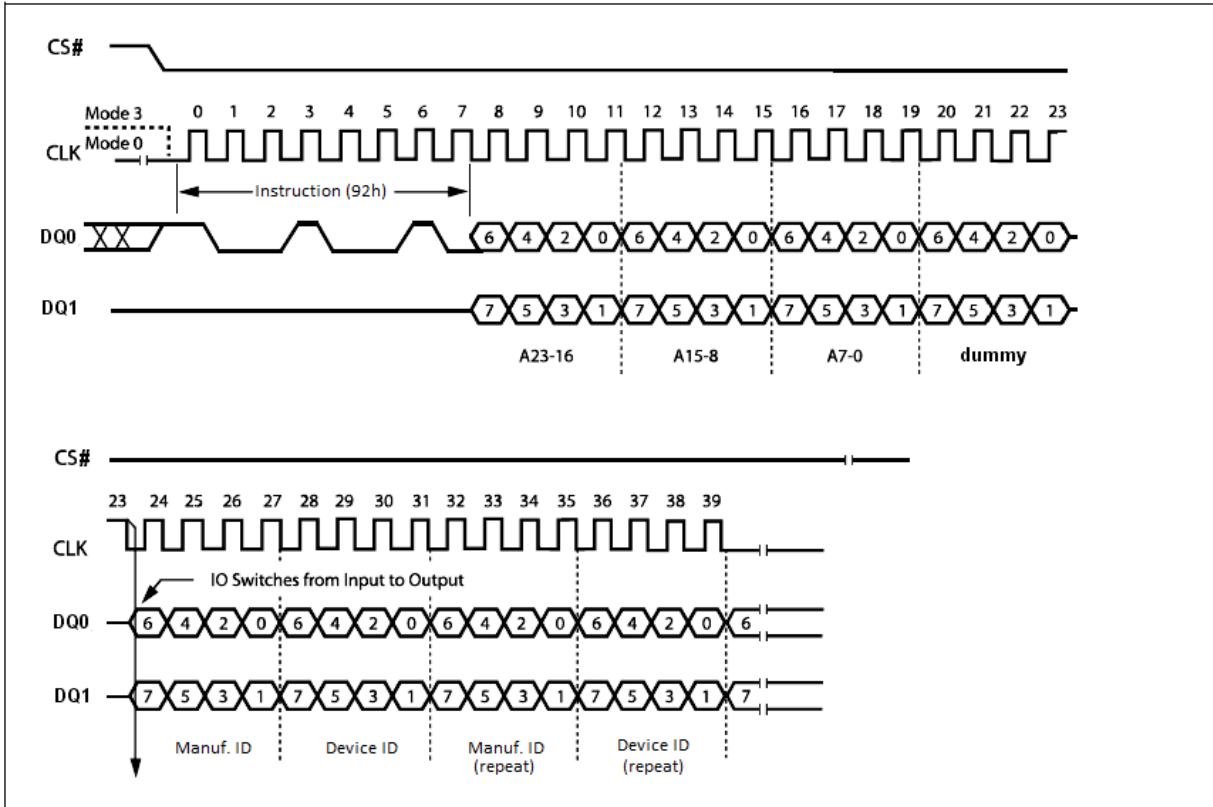 CS#
Mode 3
Mode 0
CLK
0 1 2 3 4 5 6 7 8 9 10 11 12 13 14 15 16 17 18 19 20 21 22 23
Instruction (92h)
DQ0 6 4 2 0 6 4 2 0 6 4 2 0 6 4 2 0
DQ1 7 5 3 1 7 5 3 1 7 5 3 1 7 5 3 1
A23-16 A15-8 A7-0 dummy
CS#
23 24 25 26 27 28 29 30 31 32 33 34 35 36 37 38 39
CLK
IO Switches from Input to Output
DQ0 6 4 2 0 6 4 2 0 6 4 2 0 6 4 2 0 6
DQ1 7 5 3 1 7 5 3 1 7 5 3 1 7 5 3 1 7
Manuf. ID Device ID Manuf. ID Device ID
(repeat) (repeat)